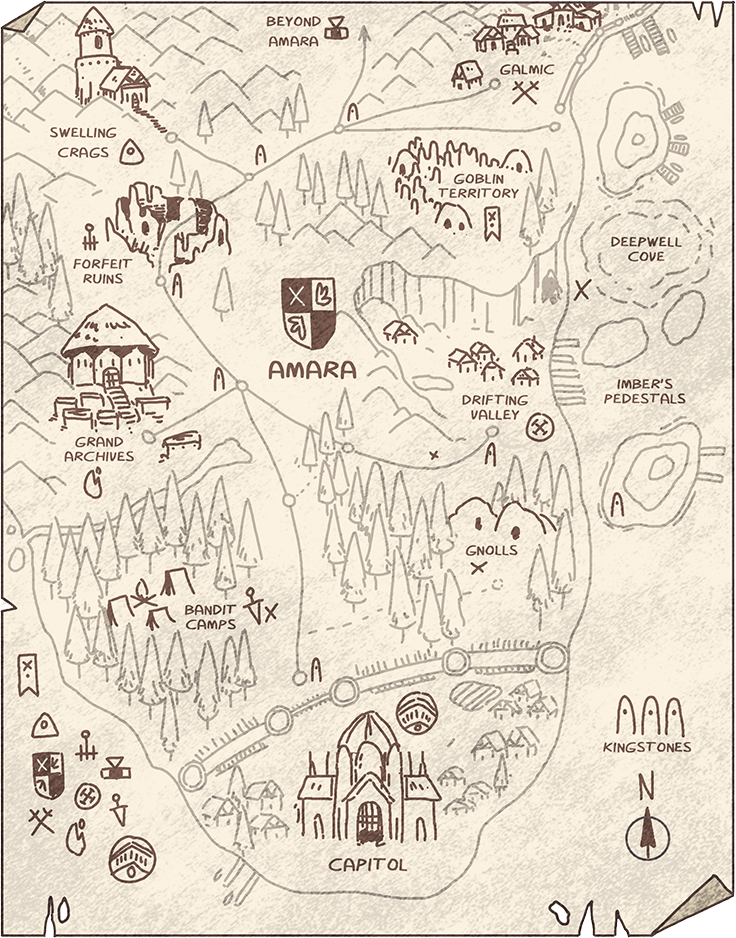 BEYOND
AMARA
GALMIC
SWELLING
CRAGS
GOBLIN
TERRITORY
DEEPWELL
COVE
FORFEIT
RUINS
AMARA
IMBER'S
PEDESTALS
DRIFTING
VALLEY
GRAND
ARCHIVES
GNOLLS
BANDIT
CAMPS
KINGSTONES
N
CAPITOL